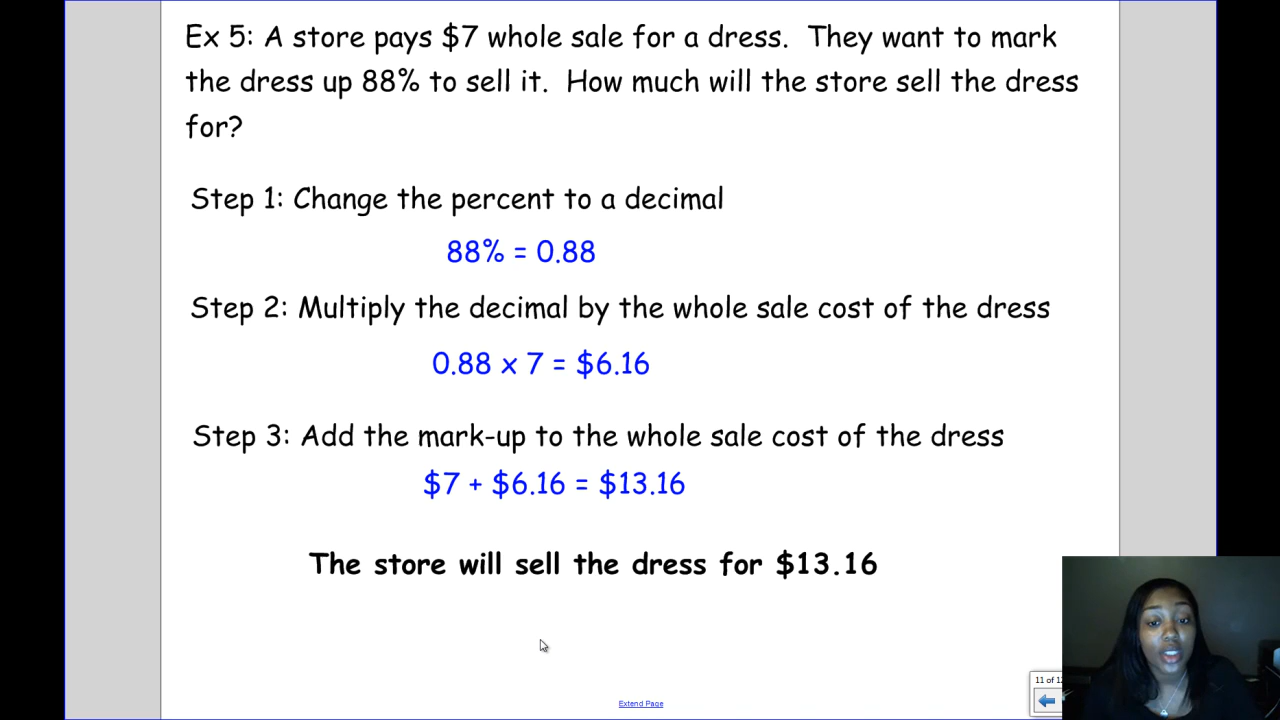 Ex 5: A store pays $7 whole sale for a dress. They want to mark
the dress up 88% to sell it. How much will the store sell the dress
for?
Step 1: Change the percent to a decimal
88% = 0.88
Step 2: Multiply the decimal by the whole sale cost of the dress
0.88 x 7 = $6.16
Step 3: Add the mark-up to the whole sale cost of the dress
$7 + $6.16 = $13.16
The store will sell the dress for $13.16
11 of
Extend Page